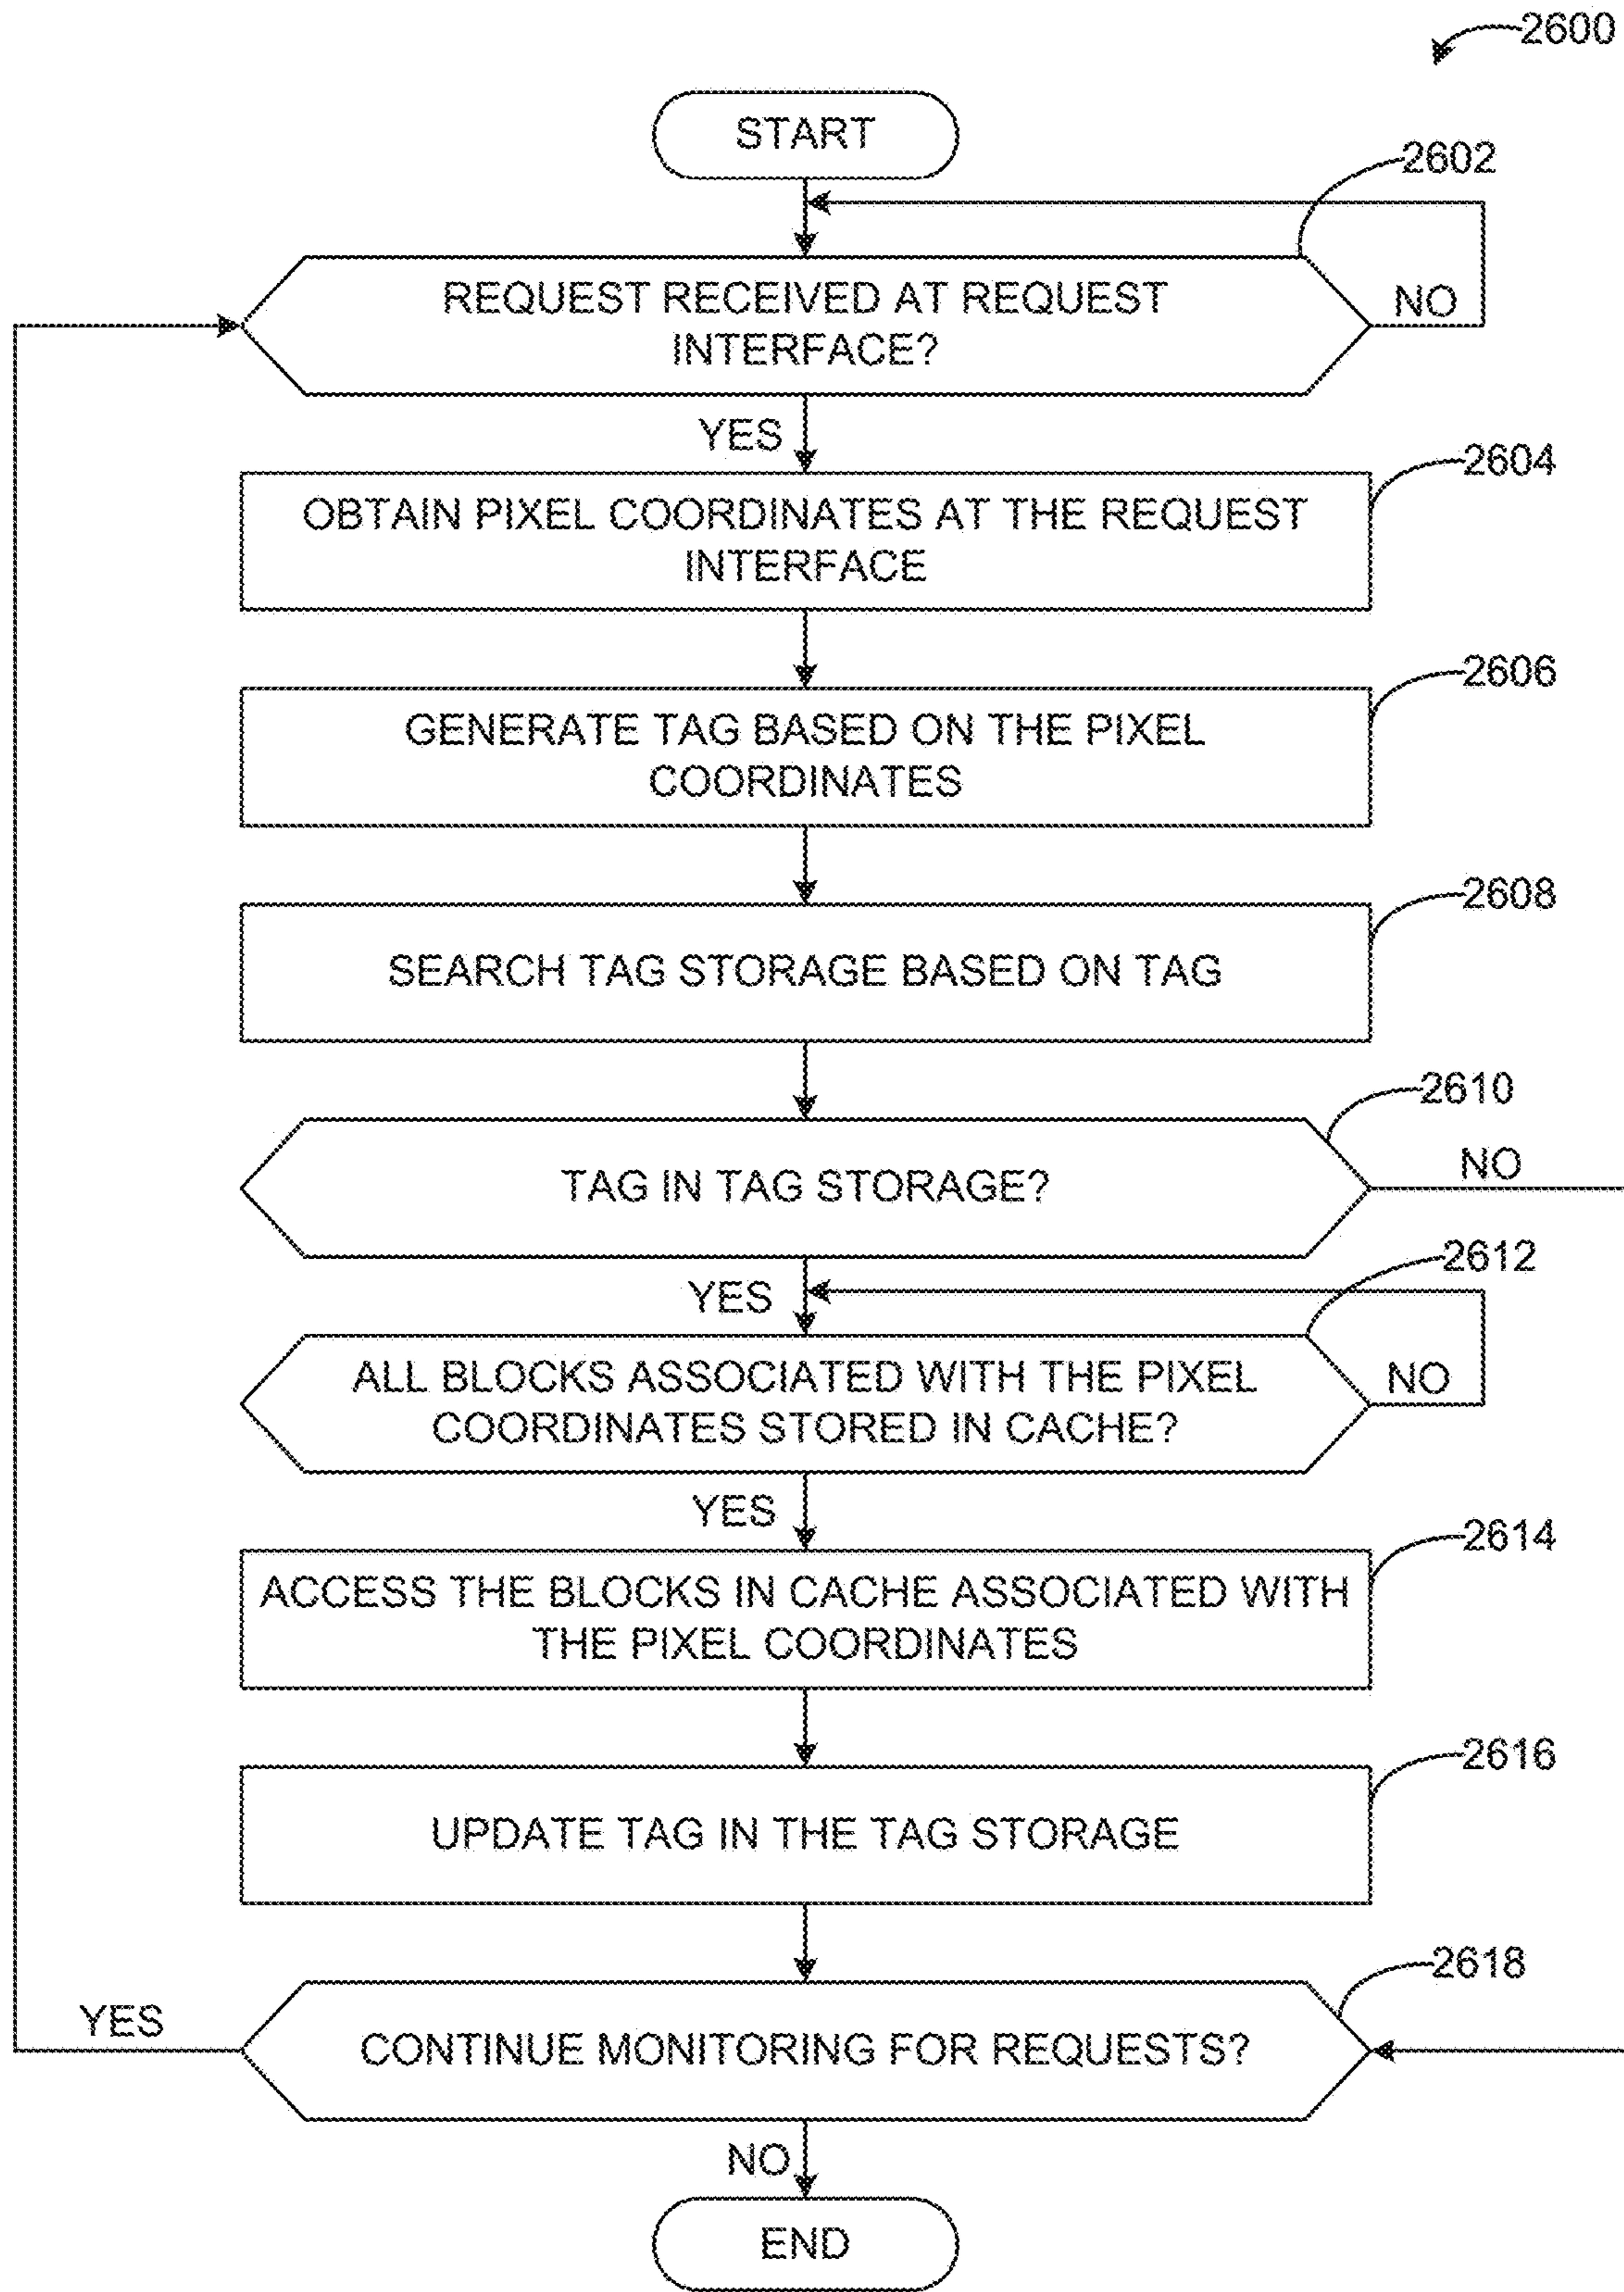 2600
START
2602
REQUEST RECEIVED AT REQUEST
INTERFACE?
NO
YES
2604
OBTAIN PIXEL COORDINATES AT THE REQUEST
INTERFACE
2606
GENERATE TAG BASED ON THE PIXEL
COORDINATES
2608
SEARCH TAG STORAGE BASED ON TAG
2610
TAG IN TAG STORAGE?
NO
2612
YES
ALL BLOCKS ASSOCIATED WITH THE PIXEL
COORDINATES STORED IN CACHE?
NO
YES
2614
ACCESS THE BLOCKS IN CACHE ASSOCIATED WITH
THE PIXEL COORDINATES
2616
UPDATE TAG IN THE TAG STORAGE
2618
YES
CONTINUE MONITORING FOR REQUESTS?
NO
END